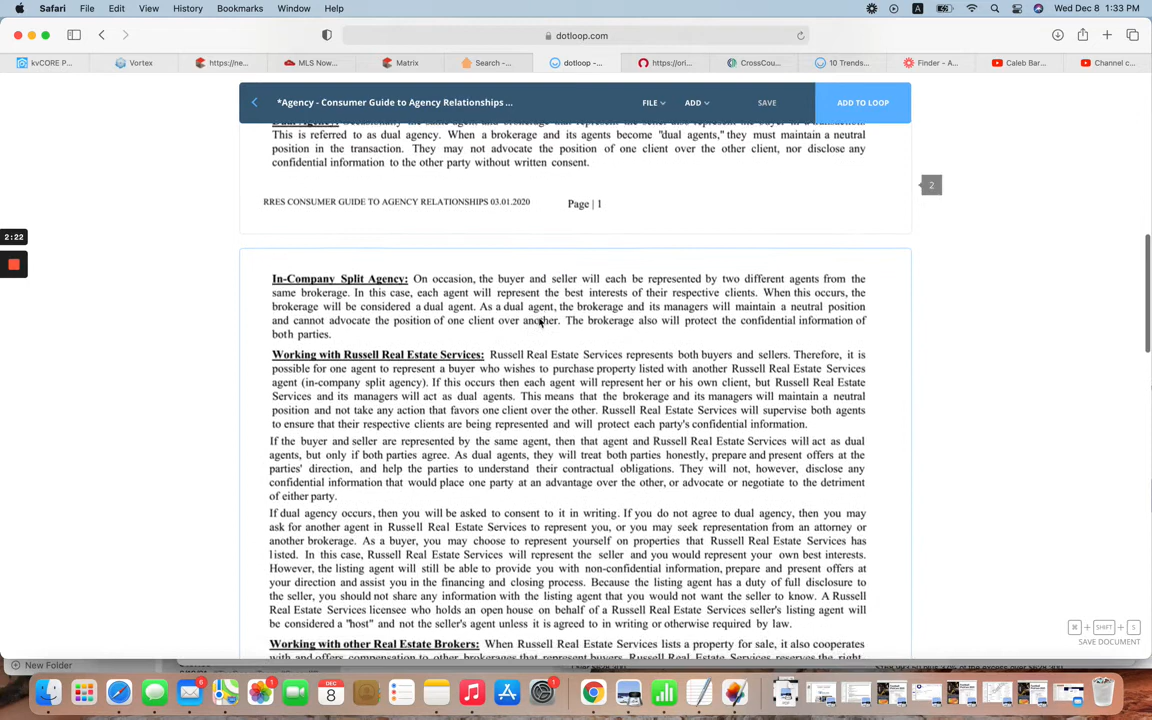 Safari File Edit View History Bookmarks Window Help
A
Wed Dec 8 1:33 PM
dotloop.com
kvCORE P...
Vortex
https://ne...
MLS Now...
Matrix
Search -...
dotloop -...
https://ori...
CrossCou...
10 Trends...
Finder - A...
Caleb Bar...
Channel c...
*Agency - Consumer Guide to Agency Relationships ...
FILE
ADD
SAVE
ADD TO LOOP
This is referred to as dual agency. When a brokerage and its agents become "dual agents," they must maintain a neutral
position in the transaction. They may not advocate the position of one client over the other client, nor disclose any
confidential information to the other party without written consent.
2
RRES CONSUMER GUIDE TO AGENCY RELATIONSHIPS 03.01.2020
Page | 1
2:22
In-Company Split Agency: On occasion, the buyer and seller will each be represented by two different agents from the
same brokerage. In this case, each agent will represent the best interests of their respective clients. When this occurs, the
brokerage will be considered a dual agent. As a dual agent, the brokerage and its managers will maintain a neutral position
and cannot advocate the position of one client over another. The brokerage also will protect the confidential information of
both parties.
Working with Russell Real Estate Services: Russell Real Estate Services represents both buyers and sellers. Therefore, it is
possible for one agent to represent a buyer who wishes to purchase property listed with another Russell Real Estate Services
agent (in-company split agency). If this occurs then each agent will represent her or his own client, but Russell Real Estate
Services and its managers will act as dual agents. This means that the brokerage and its managers will maintain a neutral
position and not take any action that favors one client over the other. Russell Real Estate Services will supervise both agents
to ensure that their respective clients are being represented and will protect each party's confidential information.
If the buyer and seller are represented by the same agent, then that agent and Russell Real Estate Services will act as dual
agents, but only if both parties agree. As dual agents, they will treat both parties honestly, prepare and present offers at the
parties' direction, and help the parties to understand their contractual obligations. They will not, however, disclose any
confidential information that would place one party at an advantage over the other, or advocate or negotiate to the detriment
of either party.
If dual agency occurs, then you will be asked to consent to it in writing. If you do not agree to dual agency, then you may
ask for another agent in Russell Real Estate Services to represent you, or you may seek representation from an attorney or
another brokerage. As a buyer, you may choose to represent yourself on properties that Russell Real Estate Services has
listed. In this case, Russell Real Estate Services will represent the seller and you would represent your own best interests.
However, the listing agent will still be able to provide you with non-confidential information, prepare and present offers at
your direction and assist you in the financing and closing process. Because the listing agent has a duty of full disclosure to
the seller, you should not share any information with the listing agent that you would not want the seller to know. A Russell
Real Estate Services licensee who holds an open house on behalf of a Russell Real Estate Services seller's listing agent will
be considered a "host" and not the seller's agent unless it is agreed to in writing or otherwise required by law.
Working with other Real Estate Brokers: When Russell Real Estate Services lists a property for sale, it also cooperates
with and offers compensation to other brokerages that represent buyers. Russell Real Estate Services reserves the right,
⌘ + SHIFT + S
SAVE DOCUMENT
New Folder
6
DEC
8
1